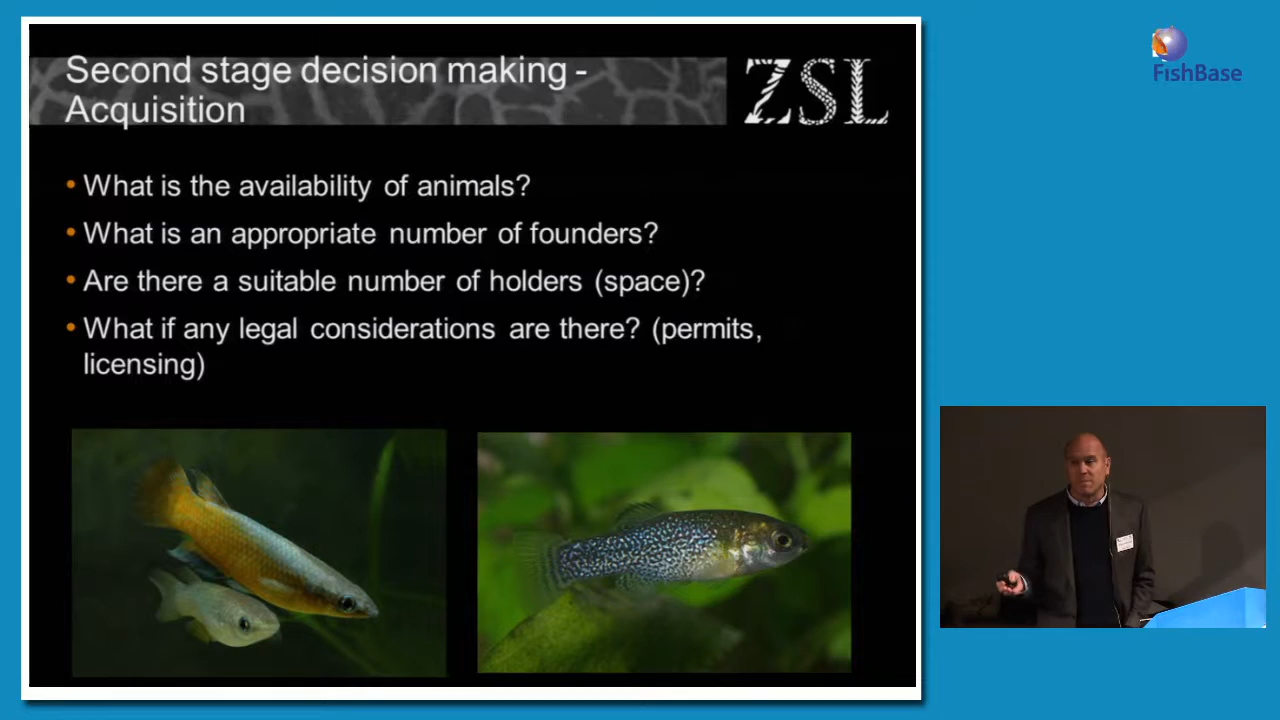 Second stage decision making -
Acquisition
ZSL
FishBase
• What is the availability of animals?
• What is an appropriate number of founders?
• Are there a suitable number of holders (space)?
• What if any legal considerations are there? (permits,
licensing)